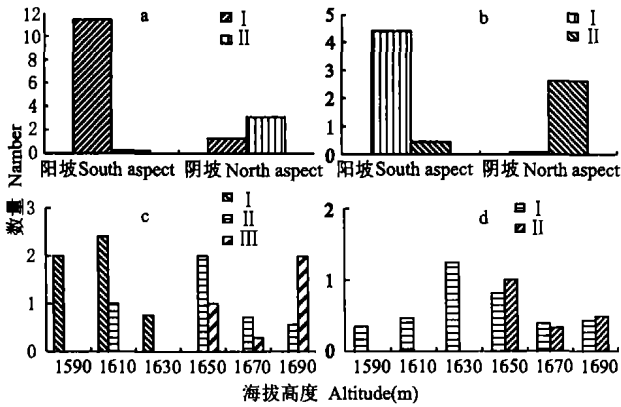 数量 Namber
12
10
8
6
4
2
0
a
I
II
阳坡 South aspect 阴坡 North aspect
5
4
3
2
1
0
b
I
II
阳坡 South aspect 阴坡 North aspect
3
2
1
0
c
I
II
III
1590 1610 1630 1650 1670 1690
2
1
0
d
I
II
1590 1610 1630 1650 1670 1690
海拔高度 Altitude(m)